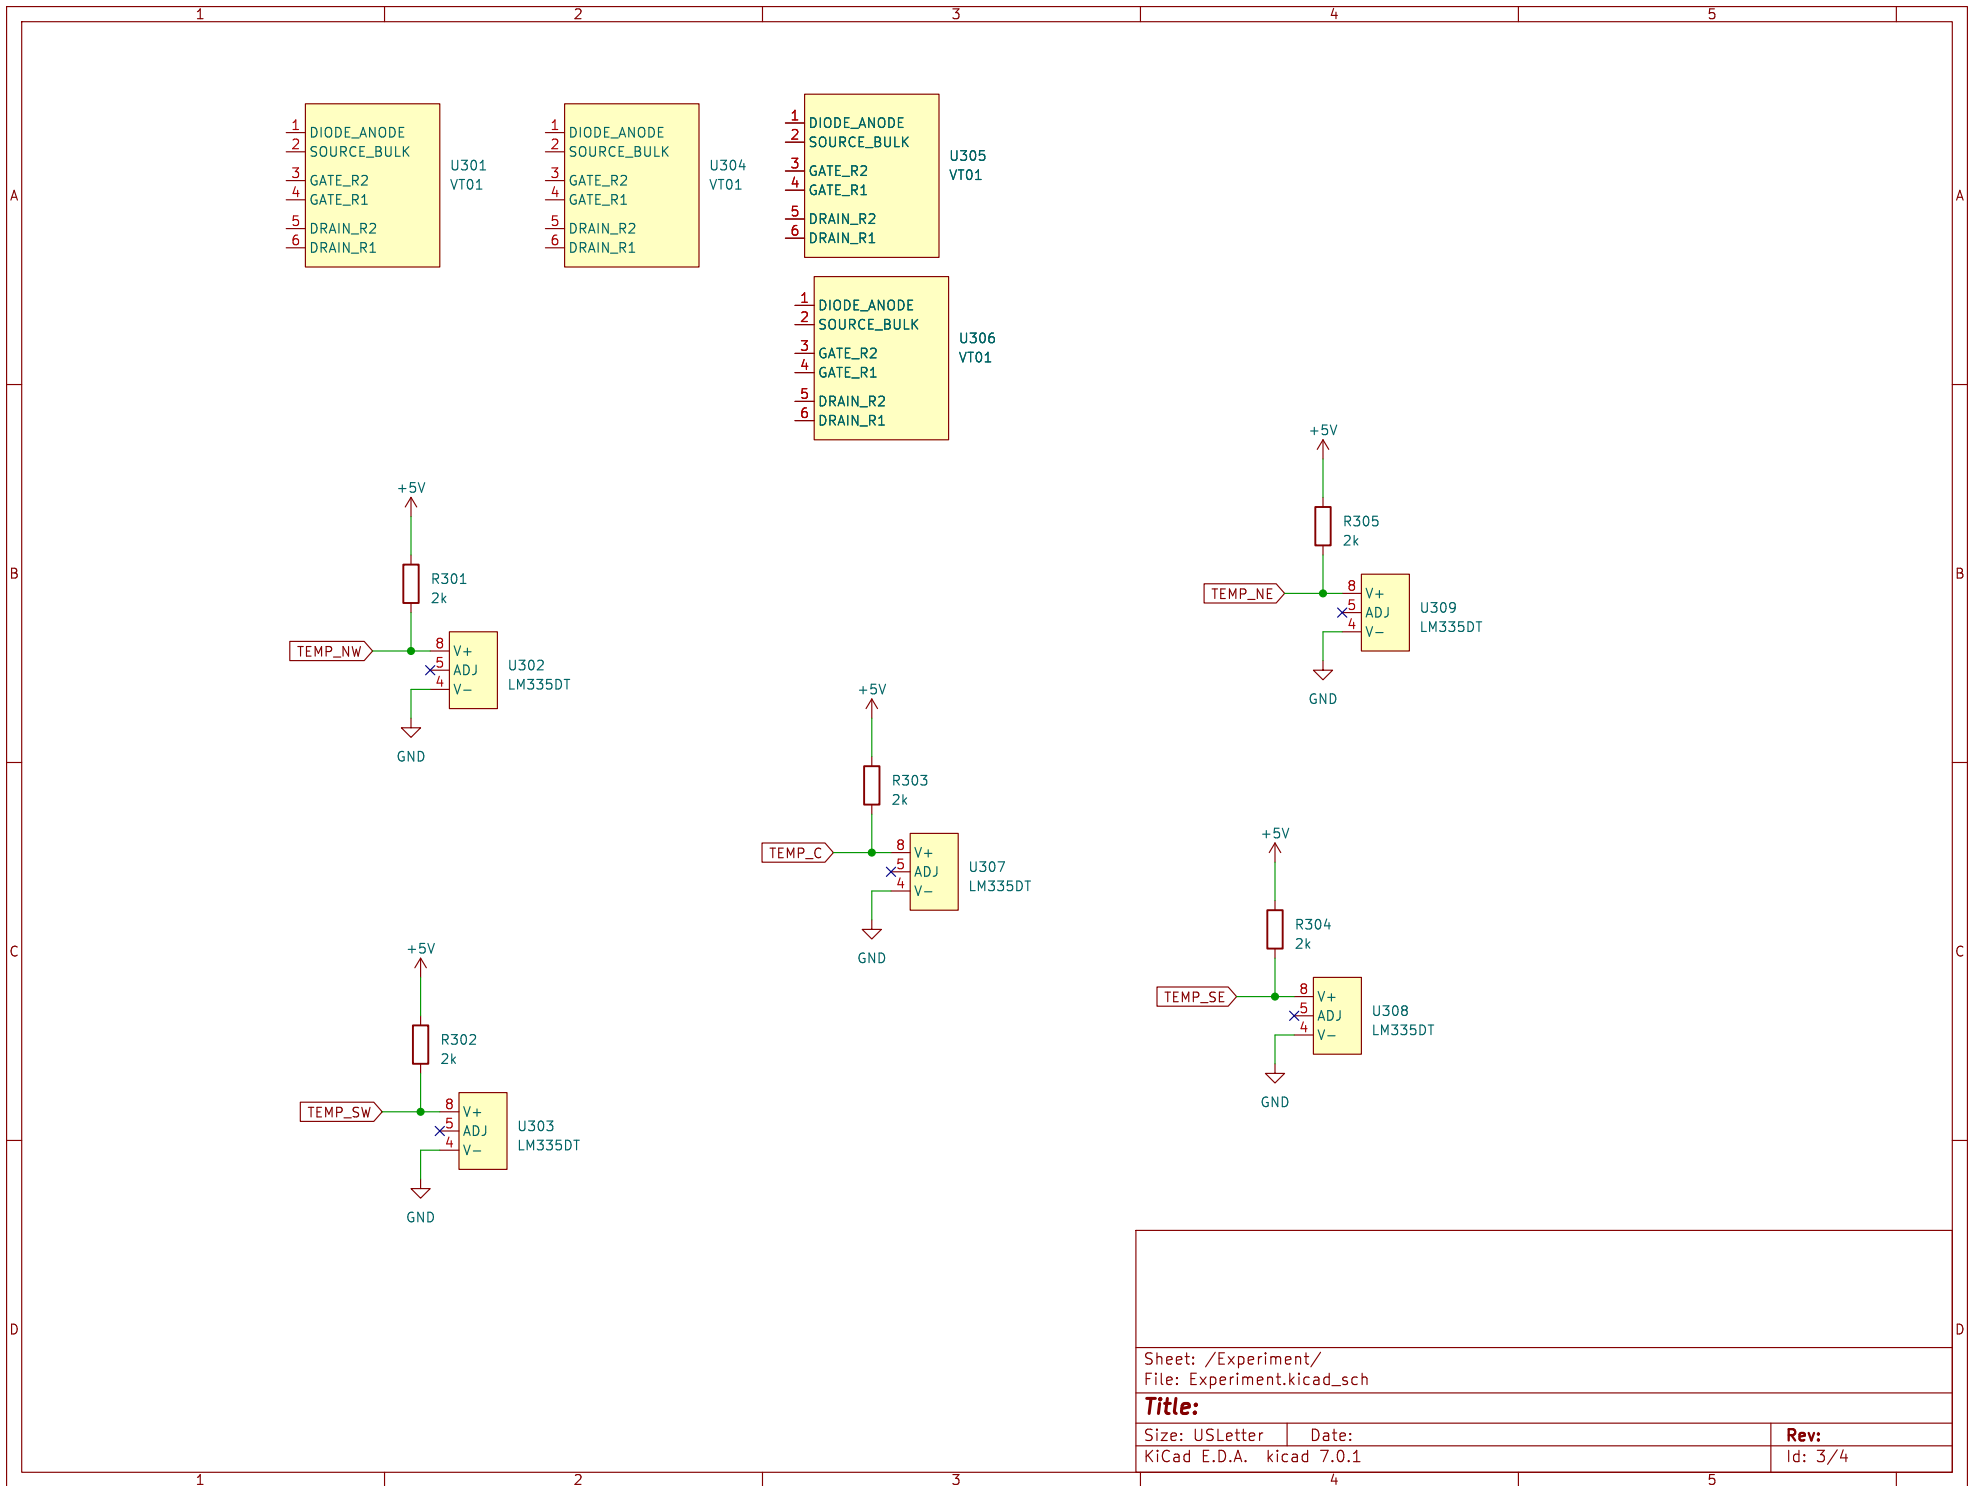 1 2 3 4 5
A A
B B
C C
D D
1 DIODE_ANODE
2 SOURCE_BULK
3 GATE_R2
4 GATE_R1
5 DRAIN_R2
6 DRAIN_R1
U301
VT01
1 DIODE_ANODE
2 SOURCE_BULK
3 GATE_R2
4 GATE_R1
5 DRAIN_R2
6 DRAIN_R1
U304
VT01
1 DIODE_ANODE
2 SOURCE_BULK
3 GATE_R2
4 GATE_R1
5 DRAIN_R2
6 DRAIN_R1
U305
VT01
1 DIODE_ANODE
2 SOURCE_BULK
3 GATE_R2
4 GATE_R1
5 DRAIN_R2
6 DRAIN_R1
U306
VT01
+5V
R305
2k
TEMP_NE
8 V+
5 ADJ
4 V-
U309
LM335DT
GND
+5V
R301
2k
TEMP_NW
8 V+
5 ADJ
4 V-
U302
LM335DT
GND
+5V
R303
2k
TEMP_C
8 V+
5 ADJ
4 V-
U307
LM335DT
GND
+5V
R304
2k
TEMP_SE
8 V+
5 ADJ
4 V-
U308
LM335DT
GND
+5V
R302
2k
TEMP_SW
8 V+
5 ADJ
4 V-
U303
LM335DT
GND
Sheet: /Experiment/
File: Experiment.kicad_sch
Title:
Size: USLetter Date: Rev:
KiCad E.D.A. kicad 7.0.1 Id: 3/4
1 2 3 4 5